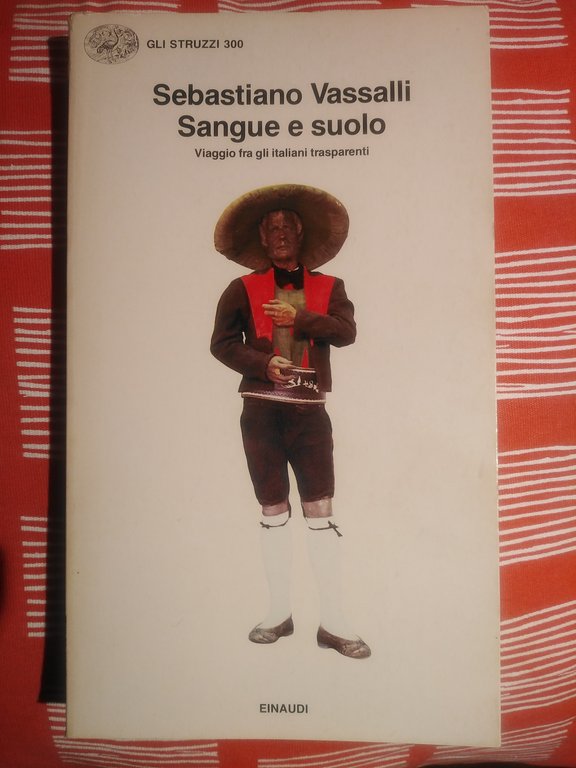 GLI STRUZZI 300
Sebastiano Vassalli
Sangue e suolo
Viaggio fra gli italiani trasparenti
EINAUDI